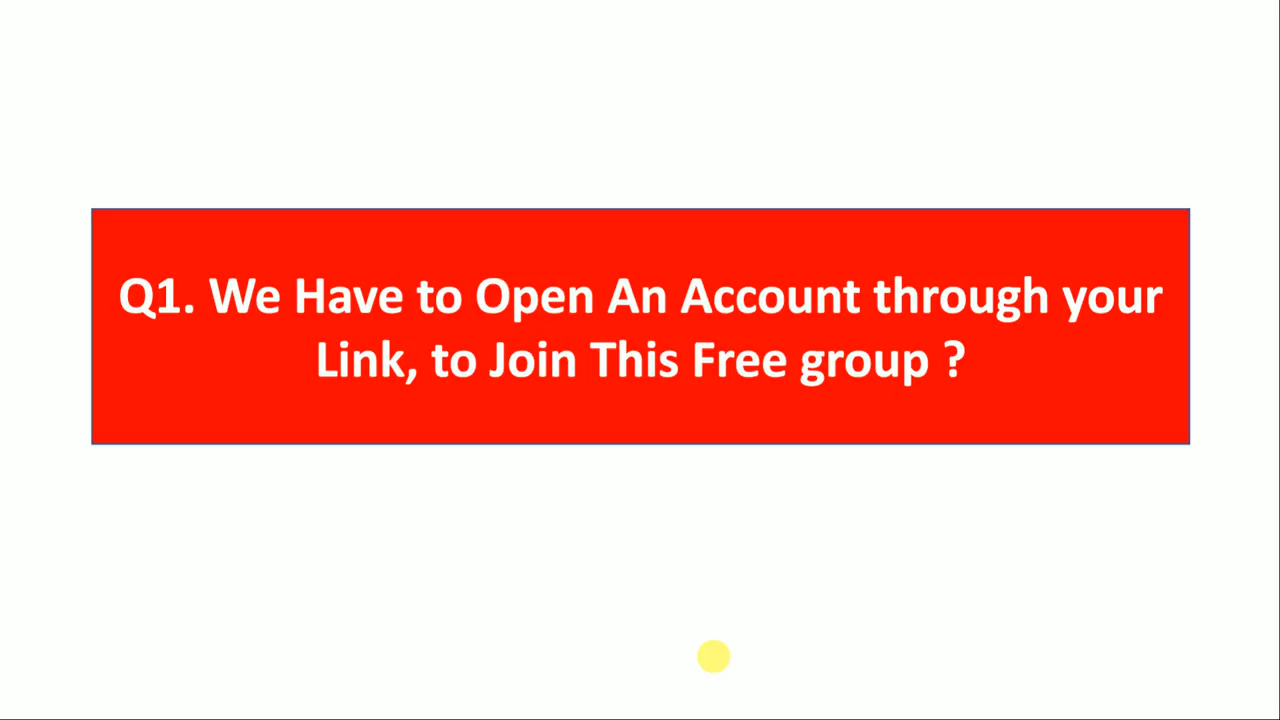 Q1. We Have to Open An Account through your
Link, to Join This Free group ?